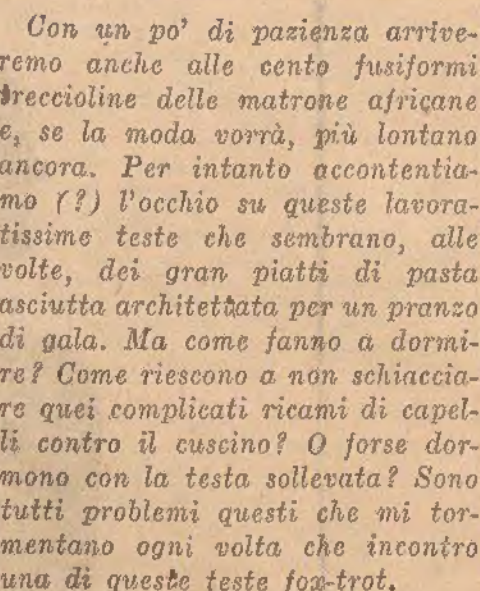 Con un po' di pazienza arrive-
remo anche alle cento fusiformi
treccioline delle matrone africane
e, se la moda vorrà, più lontano
ancora. Per intanto accontentia-
mo (?) l'occhio su queste lavora-
tissime teste che sembrano, alle
volte, dei gran piatti di pasta
asciutta architettata per un pranzo
di gala. Ma come fanno a dormi-
re? Come riescono a non schiaccia-
re quei complicati ricami di capel-
li contro il cuscino? O forse dor-
mono con la testa sollevata? Sono
tutti problemi questi che mi tor-
mentano ogni volta che incontro
una di queste teste fox-trot.